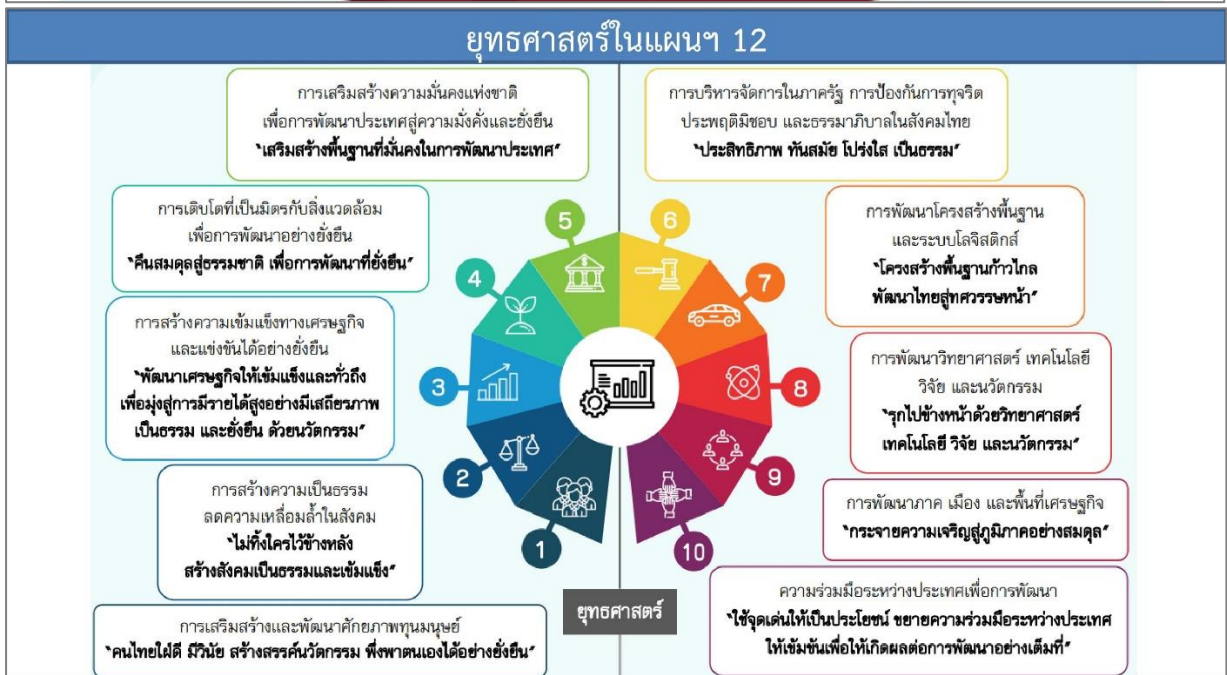 ยุทธศาสตร์ในแผนฯ 12
การเสริมสร้างความมั่นคงแห่งชาติ
เพื่อการพัฒนาประเทศสู่ความมั่งคั่งและยั่งยืน
“เสริมสร้างพื้นฐานที่มั่นคงในการพัฒนาประเทศ”
การบริหารจัดการในภาครัฐ การป้องกันการทุจริต
ประพฤติมิชอบ และธรรมาภิบาลในสังคมไทย
“ประสิทธิภาพ ทันสมัย โปร่งใส เป็นธรรม”
การเติบโตที่เป็นมิตรกับสิ่งแวดล้อม
เพื่อการพัฒนาอย่างยั่งยืน
“คืนสมดุลสู่ธรรมชาติ เพื่อการพัฒนาที่ยั่งยืน”
การพัฒนาโครงสร้างพื้นฐาน
และระบบโลจิสติกส์
“โครงสร้างพื้นฐานก้าวไกล
พัฒนาไทยสู่ทศวรรษหน้า”
การสร้างความเข้มแข็งทางเศรษฐกิจ
และแข่งขันได้อย่างยั่งยืน
“พัฒนาเศรษฐกิจให้เข้มแข็งและทั่วถึง
เพื่อมุ่งสู่การมีรายได้สูงอย่างมีเสถียรภาพ
เป็นธรรม และยั่งยืน ด้วยนวัตกรรม”
การพัฒนาวิทยาศาสตร์ เทคโนโลยี
วิจัย และนวัตกรรม
“รุกไปข้างหน้าด้วยวิทยาศาสตร์
เทคโนโลยี วิจัย และนวัตกรรม”
การสร้างความเป็นธรรม
ลดความเหลื่อมล้ำในสังคม
“ไม่ทิ้งใครไว้ข้างหลัง
สร้างสังคมเป็นธรรมและเข้มแข็ง”
การพัฒนาภาค เมือง และพื้นที่เศรษฐกิจ
“กระจายความเจริญสู่ภูมิภาคอย่างสมดุล”
การเสริมสร้างและพัฒนาศักยภาพทุนมนุษย์
“คนไทยใฝ่ดี มีวินัย สร้างสรรค์นวัตกรรม พึ่งพาตนเองได้อย่างยั่งยืน”
ความร่วมมือระหว่างประเทศเพื่อการพัฒนา
“ใช้จุดเด่นให้เป็นประโยชน์ ขยายความร่วมมือระหว่างประเทศ
ให้เข้มข้นเพื่อให้เกิดผลต่อการพัฒนาอย่างเต็มที่”
5
6
4
7
3
8
2
9
1
10
ยุทธศาสตร์